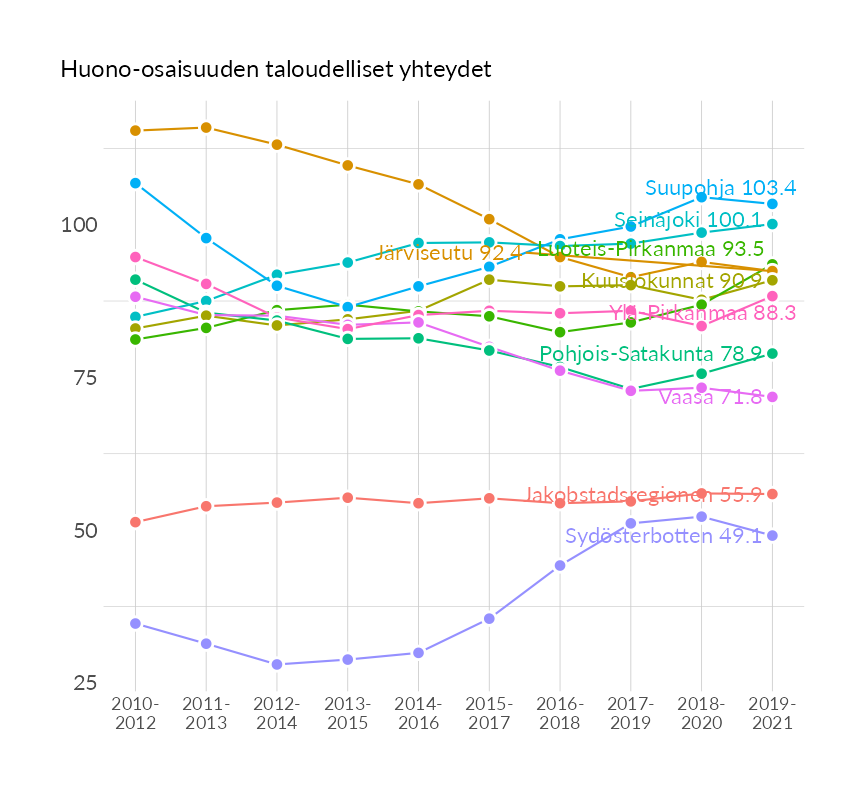 Huono-osaisuuden taloudelliset yhteydet
Suupohja 103.4
Seinäjoki 100.1
100
Luoteis-Pirkanmaa 93.5
Järviseutu 92.4
Kuusiokunnat 90.9
Ylä-Pirkanmaa 88.3
Pohjois-Satakunta 78.9
75
Vaasa 71.8
Jakobstadsregionen 55.9
50
Sydösterbotten 49.1
25
2010- 2011- 2012- 2013- 2014- 2015- 2016- 2017- 2018- 2019-
2012 2013 2014 2015 2016 2017 2018 2019 2020 2021